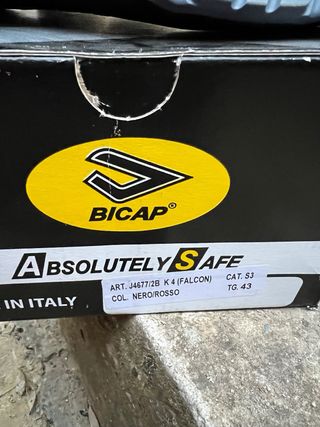 BICAP®
ABSOLUTELY SAFE
ART. J4677/2B K 4 (FALCON) CAT. S3
COL. NERO/ROSSO TG. 43
IN ITALY